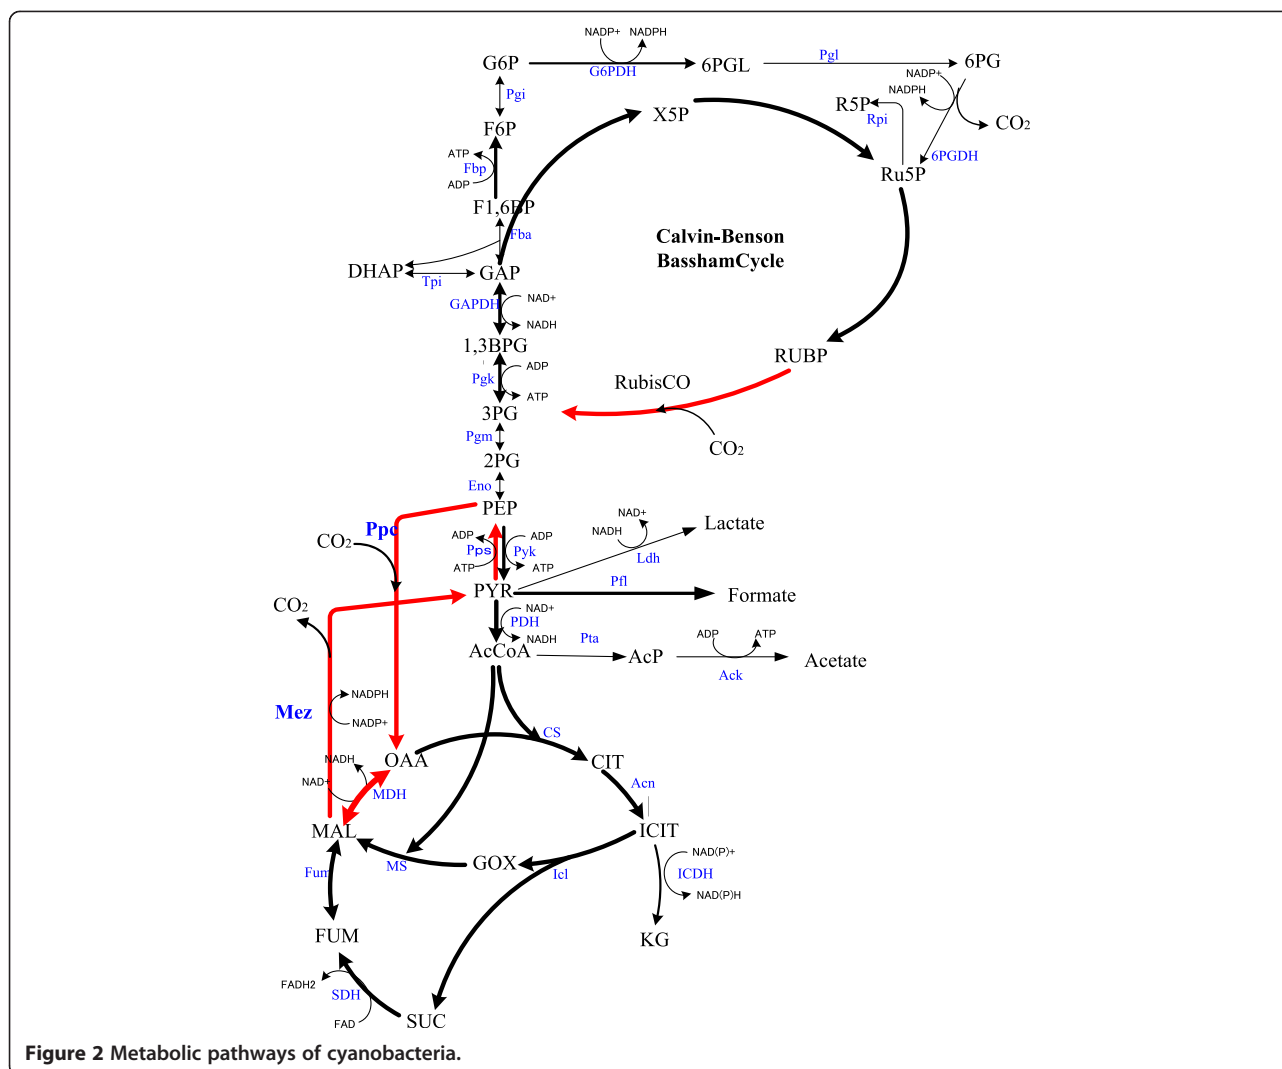 NADP+ NADPH
G6P G6PDH 6PGL Pgl 6PG
NADP+
NADPH
Pgi
R5P Rpi CO2
X5P
F6P
ATP
Fbp
ADP
6PGDH
Ru5P
F1,6BP
Fba
Calvin-Benson
BasshamCycle
DHAP Tpi GAP
GAPDH NAD+
NADH
1,3BPG
Pgk ADP
ATP
RUBP
RubisCO
3PG
CO2
Pgm
2PG
Eno
PEP
Ppc
CO2
ADP
Pps
ATP
ADP
Pyk
ATP
NAD+
NADH
Lactate
Ldh
PYR Pfl Formate
CO2
NAD+
PDH
NADH
AcCoA Pta AcP ADP ATP
Ack Acetate
NADPH
Mez
NADP+
CS
OAA CIT
NADH
NAD+
MDH
Acn
MAL ICIT
MS GOX Icl
NAD(P)+
ICDH
NAD(P)H
Fum
FUM KG
FADH2
SDH
FAD
SUC
Figure 2 Metabolic pathways of cyanobacteria.